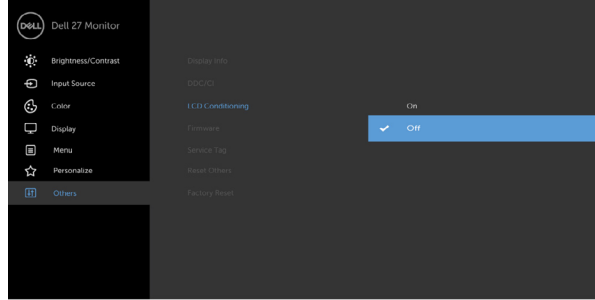 DELL
Dell 27 Monitor
Brightness/Contrast
Input Source
Color
Display
Menu
Personalize
Others
Display Info
DDC/CI
LCD Conditioning
Firmware
Service Tag
Reset Others
Factory Reset
On
Off